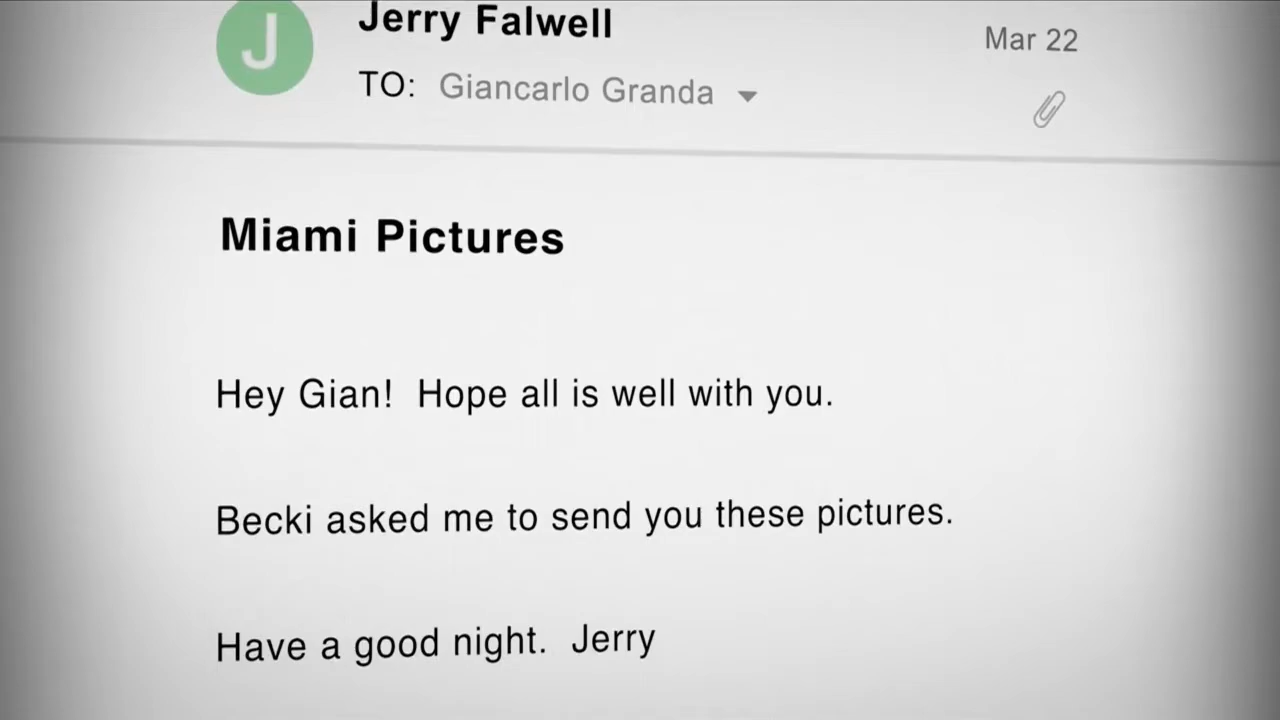 J
Jerry Falwell
Mar 22
TO: Giancarlo Granda
Miami Pictures
Hey Gian!  Hope all is well with you.
Becki asked me to send you these pictures.
Have a good night.  Jerry